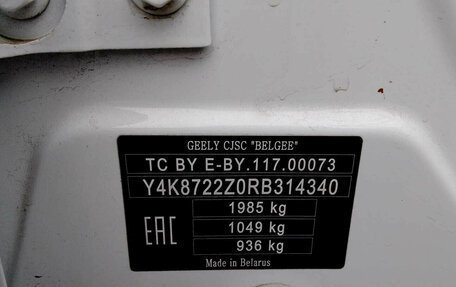 GEELY CJSC "BELGEE"
TC BY E-BY.117.00073
Y4K8722Z0RB314340
1985 kg
EAC 1049 kg
936 kg
Made in Belarus